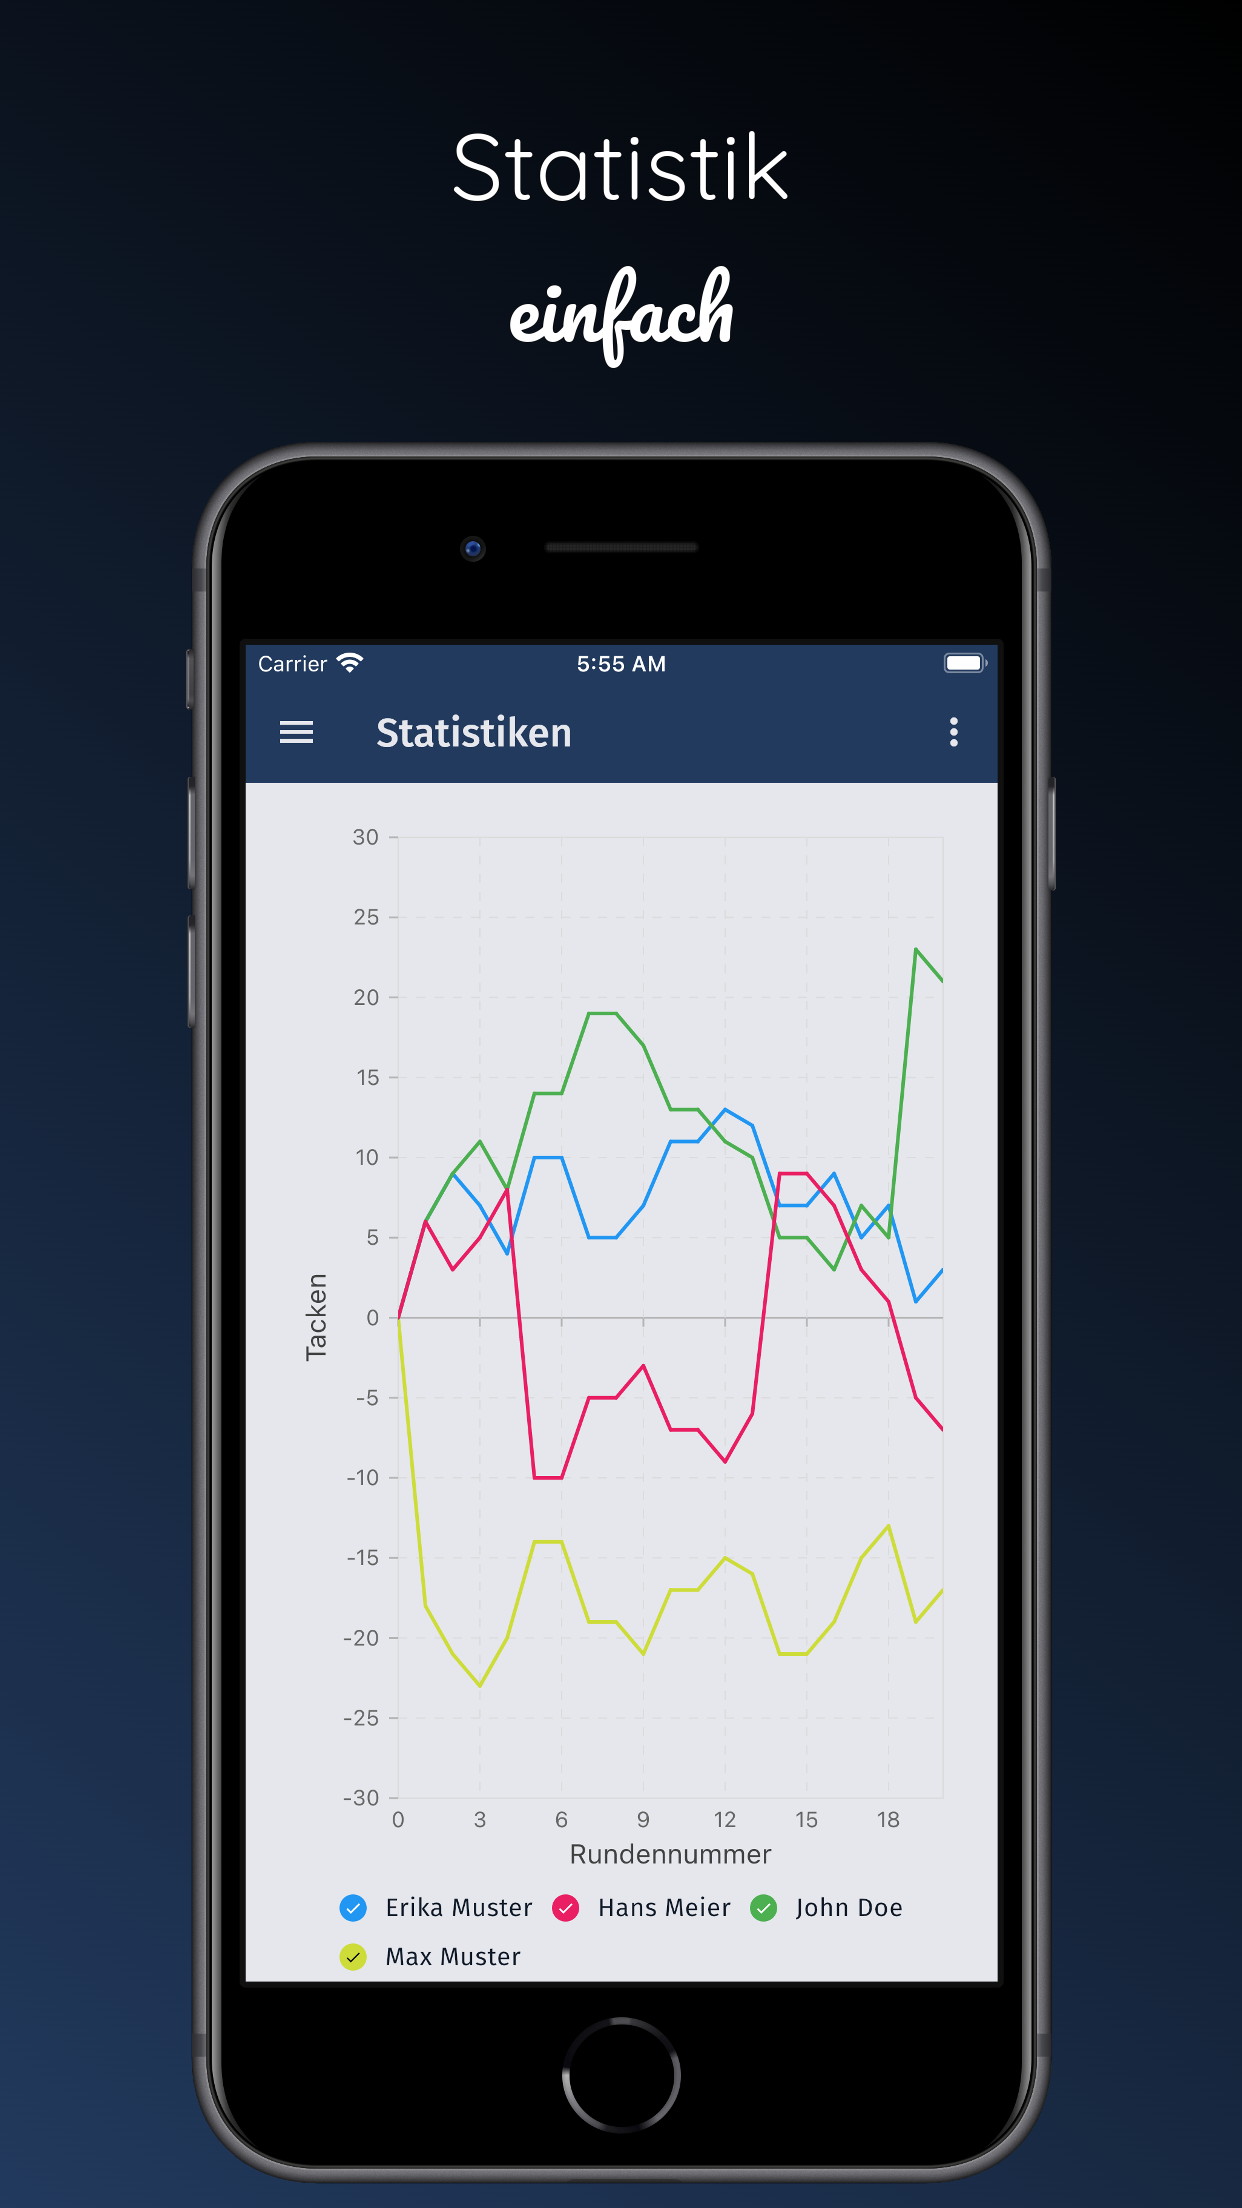 Statistik
einfach
Carrier 5:55 AM
Statistiken
30
25
20
15
10
5
0
-5
-10
-15
-20
-25
-30
Tacken
0 3 6 9 12 15 18
Rundennummer
Erika Muster Hans Meier John Doe
Max Muster